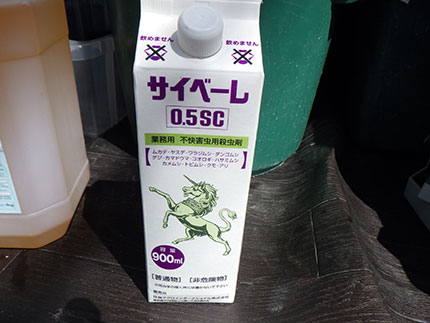 飲めません
飲めません
サイベーレ
0.5SC
業務用 不快害虫用殺虫剤
ムカデ・ヤスデ・ワラジムシ・ダンゴムシ
ゲジ・カマドウマ・コオロギ・ハサミムシ
カメムシ・トビムシ・クモ・アリ
容量
900ml
[普通物] [非危険物]